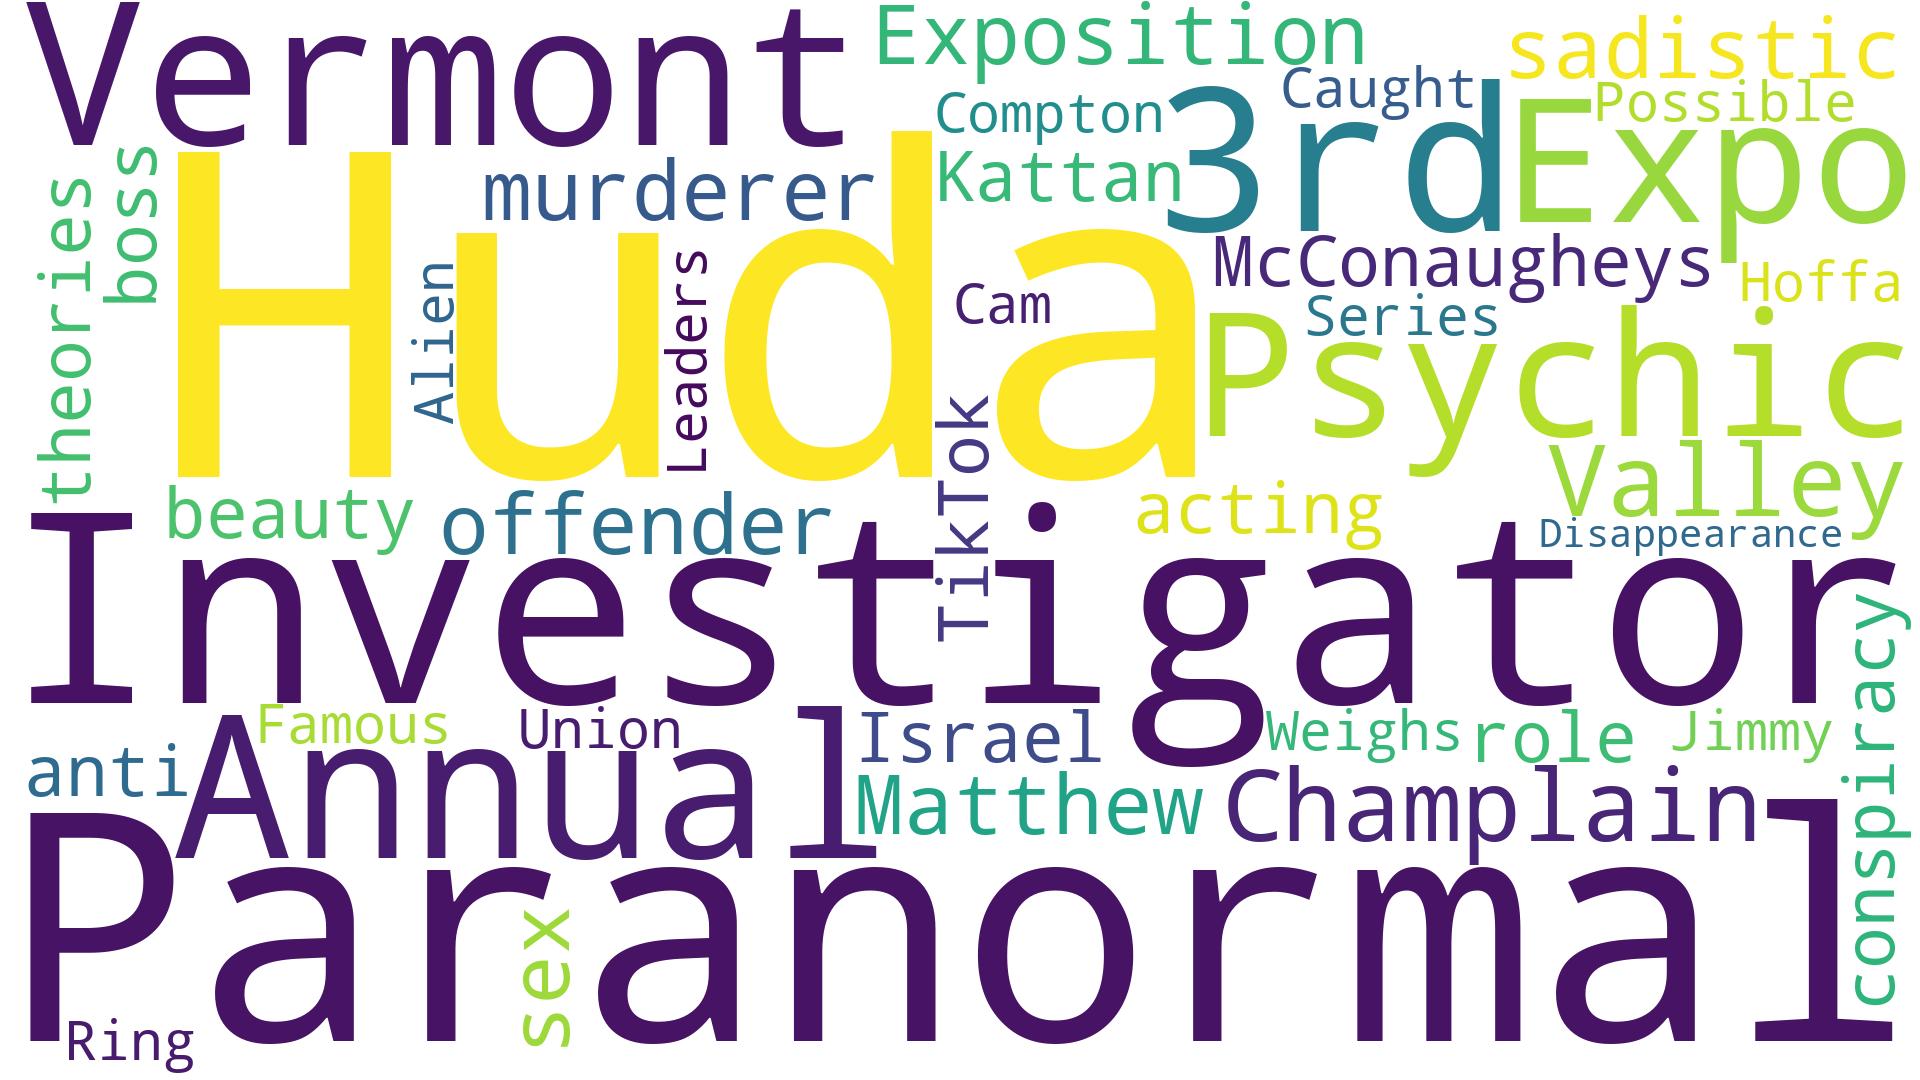 Vermont
Exposition
sadistic
Caught
Possible
Compton
3rd
Expo
boss
murderer
Kattan
theories
Huda
McConaugheys
Hoffa
Alien
Leaders
Cam
Series
Psychic
TikTok
Valley
beauty
offender
acting
Disappearance
Investigator
conspiracy
Famous
Union
Israel
Weighs
role
Jimmy
anti
Annual
Matthew
Champlain
Paranormal
sex
Ring